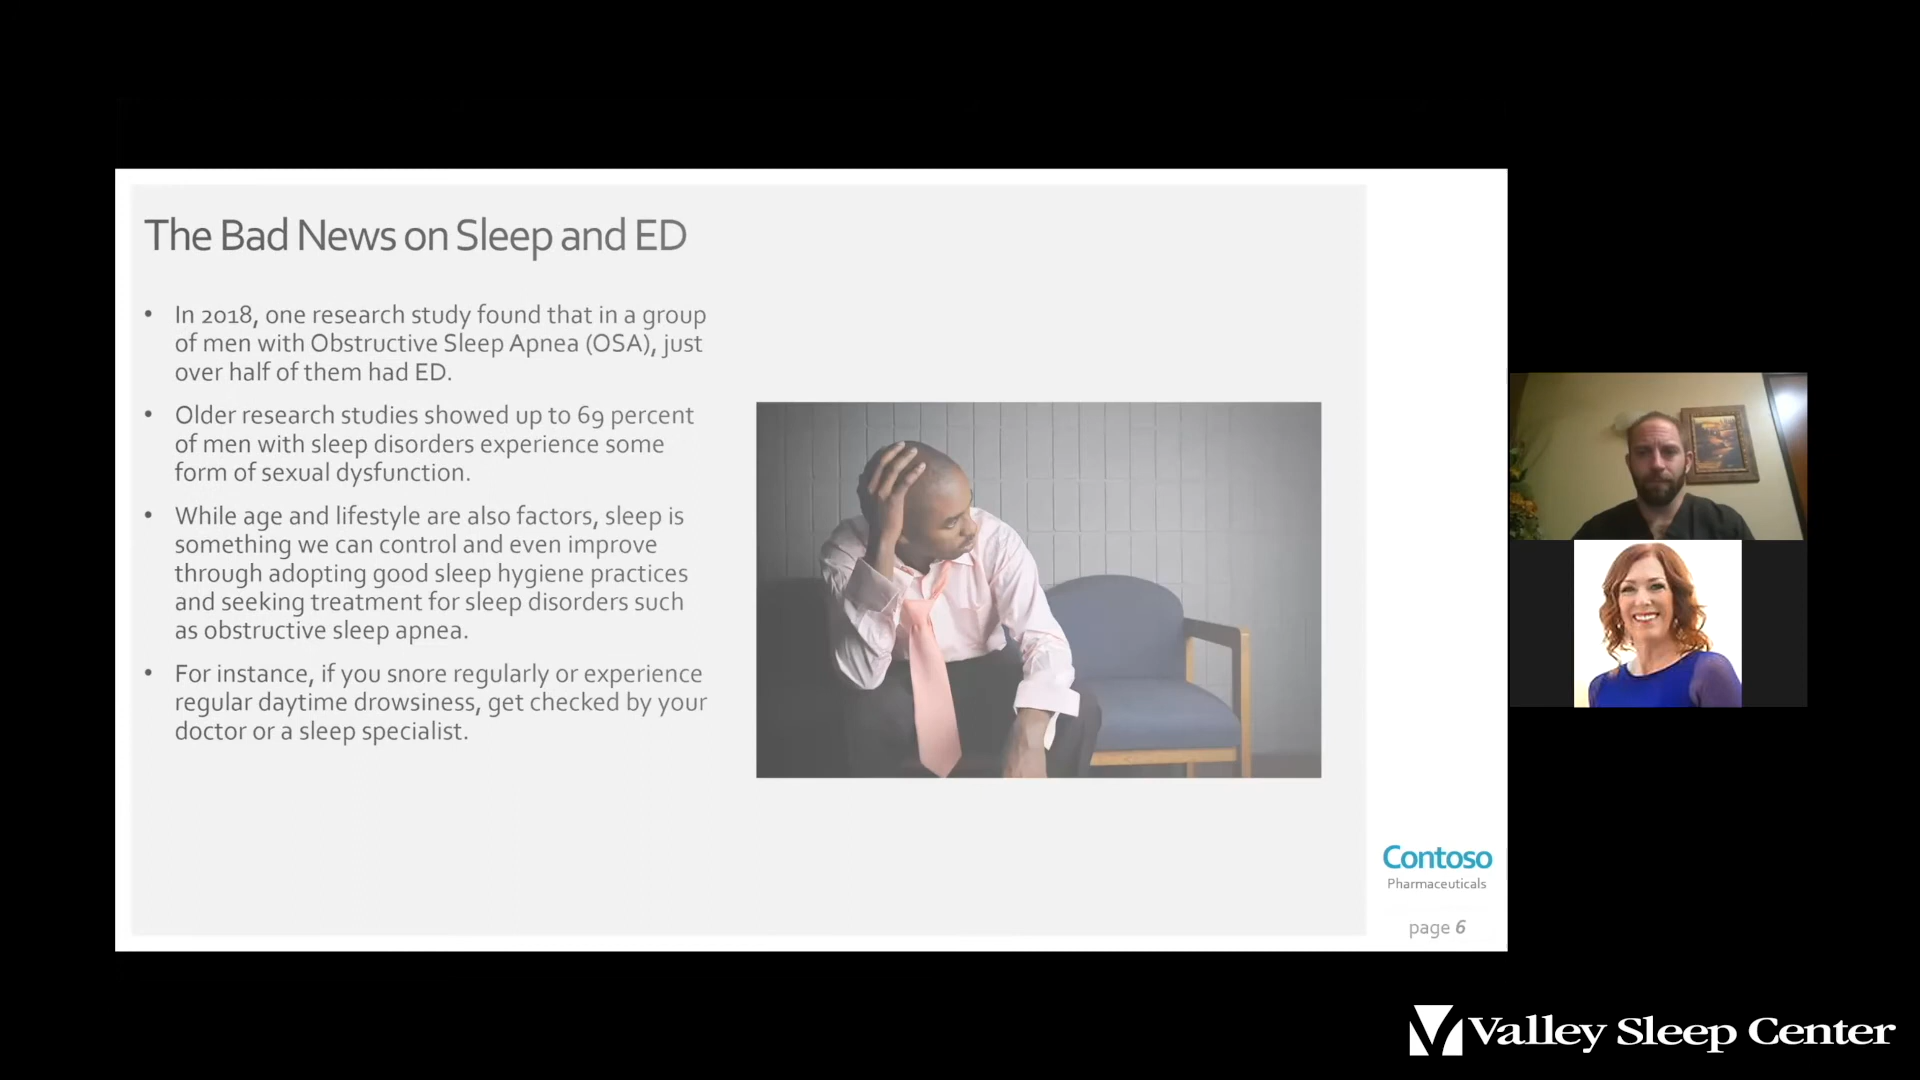 The Bad News on Sleep and ED
• In 2018, one research study found that in a group
of men with Obstructive Sleep Apnea (OSA), just
over half of them had ED.
• Older research studies showed up to 69 percent
of men with sleep disorders experience some
form of sexual dysfunction.
• While age and lifestyle are also factors, sleep is
something we can control and even improve
through adopting good sleep hygiene practices
and seeking treatment for sleep disorders such
as obstructive sleep apnea.
• For instance, if you snore regularly or experience
regular daytime drowsiness, get checked by your
doctor or a sleep specialist.
Contoso
Pharmaceuticals
page 6
Valley Sleep Center